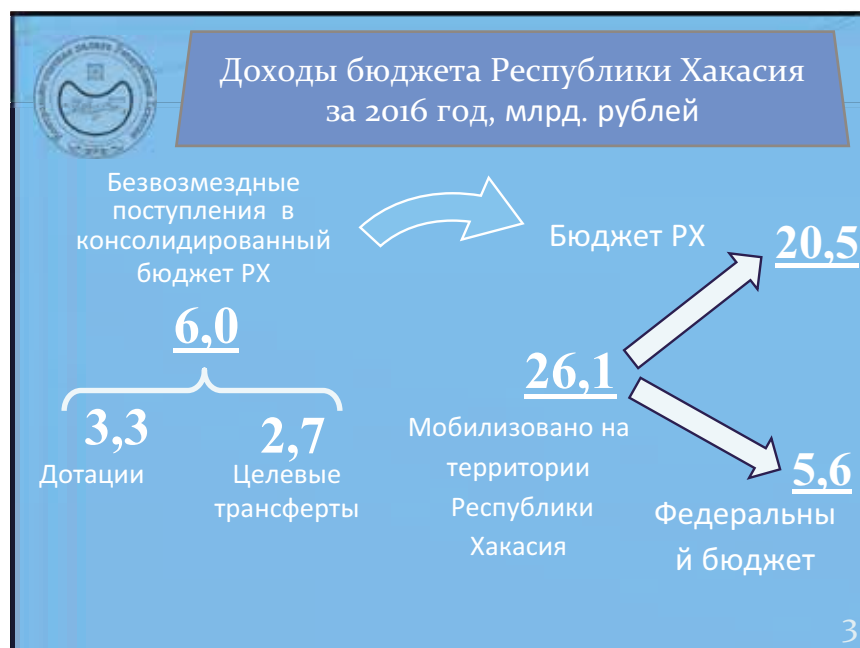 Доходы бюджета Республики Хакасия
за 2016 год, млрд. рублей
Безвозмездные
поступления в
консолидированный
бюджет РХ
6,0
3,3
Дотации
2,7
Целевые
трансферты
Бюджет РХ
20,5
26,1
Мобилизовано на
территории
Республики
Хакасия
5,6
Федеральны
й бюджет
3